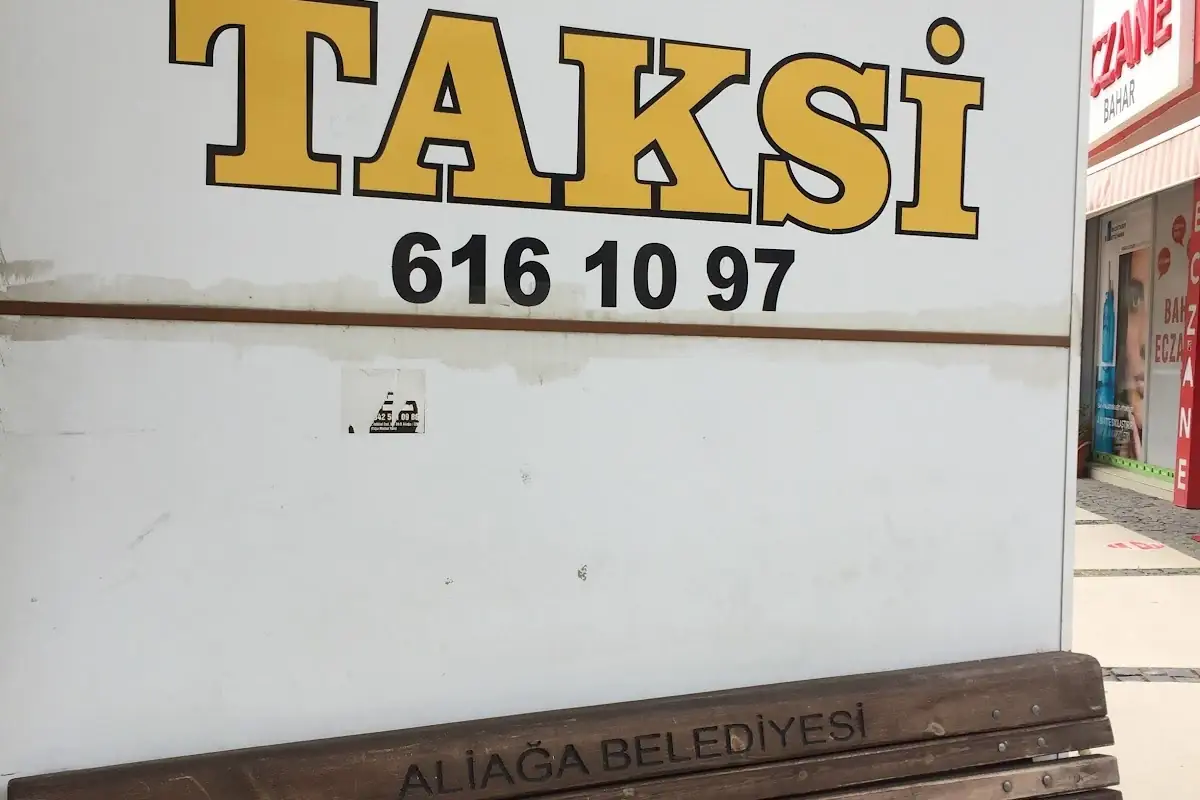 TAKSİ
616 10 97
ALİAĞA BELEDİYESİ
ECZANE
BAHAR
ECZANE